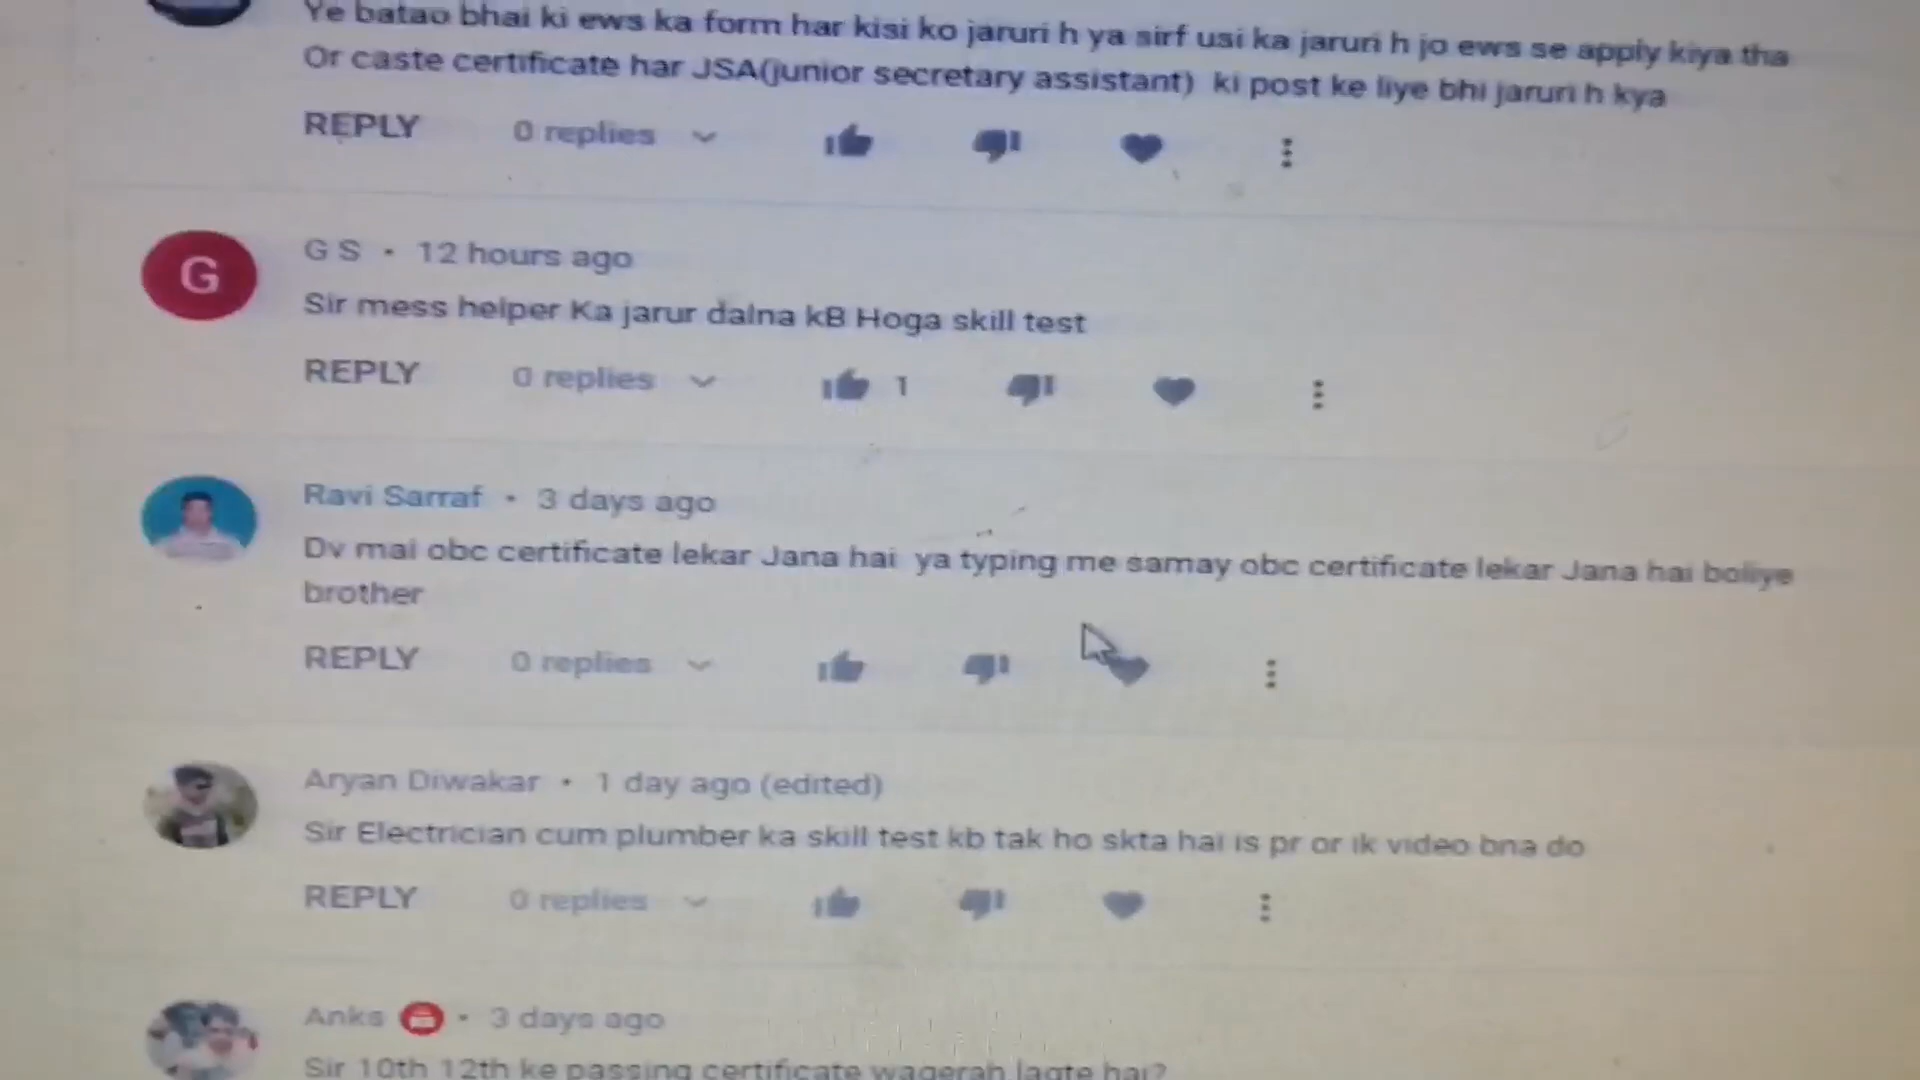 Ye batao bhai ki ews ka form har kisi ko jaruri h ya sirf usi ka jaruri h jo ews se apply kiya tha
Or caste certificate har JSA(junior secretary assistant) ki post ke liye bhi jaruri h kya
REPLY 0 replies
G
G S • 12 hours ago
Sir mess helper Ka jarur dalna kB Hoga skill test
REPLY 0 replies 1
Ravi Sarraf • 3 days ago
Dv mai obc certificate lekar Jana hai ya typing me samay obc certificate lekar Jana hai boliye
brother
REPLY 0 replies
Aryan Diwakar • 1 day ago (edited)
Sir Electrician cum plumber ka skill test kb tak ho skta hai is pr or ik video bna do
REPLY 0 replies
Anks • 3 days ago
Sir 10th 12th ke passing certificate wagerah lagte hai?